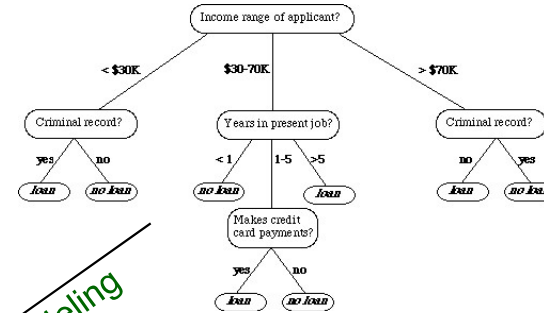 Income range of applicant?
< $30K $30-70K > $70K
Criminal record? Years in present job? Criminal record?
yes no < 1 1-5 >5 no yes
loan no loan no loan loan loan no loan
Makes credit
card payments?
yes no
loan no loan